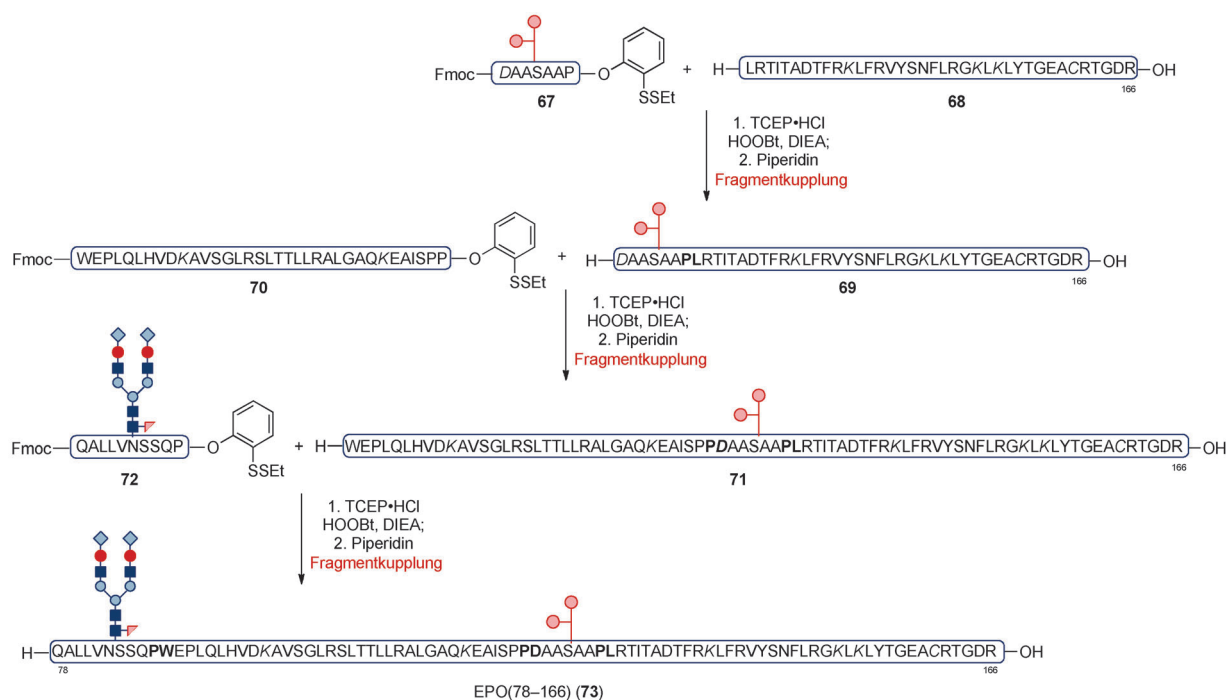 Fmoc DAASAAP O SSEt + H LRTITADTFRKLFRVYSNFLRGKLKLYTGEACRTGDR OH
166
67 68
1. TCEP•HCl
HOOBt, DIEA;
2. Piperidin
Fragmentkupplung
Fmoc WEPLQLHVDKAVSGLRSLTTLLRALGAQKEAISPP O SSEt + H DAASAAPLRTITADTFRKLFRVYSNFLRGKLKLYTGEACRTGDR OH
166
70 69
1. TCEP•HCl
HOOBt, DIEA;
2. Piperidin
Fragmentkupplung
Fmoc QALLVNSSQP O SSEt + H WEPLQLHVDKAVSGLRSLTTLLRALGAQKEAISPPDAASAAPLRTITADTFRKLFRVYSNFLRGKLKLYTGEACRTGDR OH
166
72 71
1. TCEP•HCl
HOOBt, DIEA;
2. Piperidin
Fragmentkupplung
H QALLVNSSQPWEPLQLHVDKAVSGLRSLTTLLRALGAQKEAISPPDAASAAPLRTITADTFRKLFRVYSNFLRGKLKLYTGEACRTGDR OH
78 166
EPO(78–166) (73)